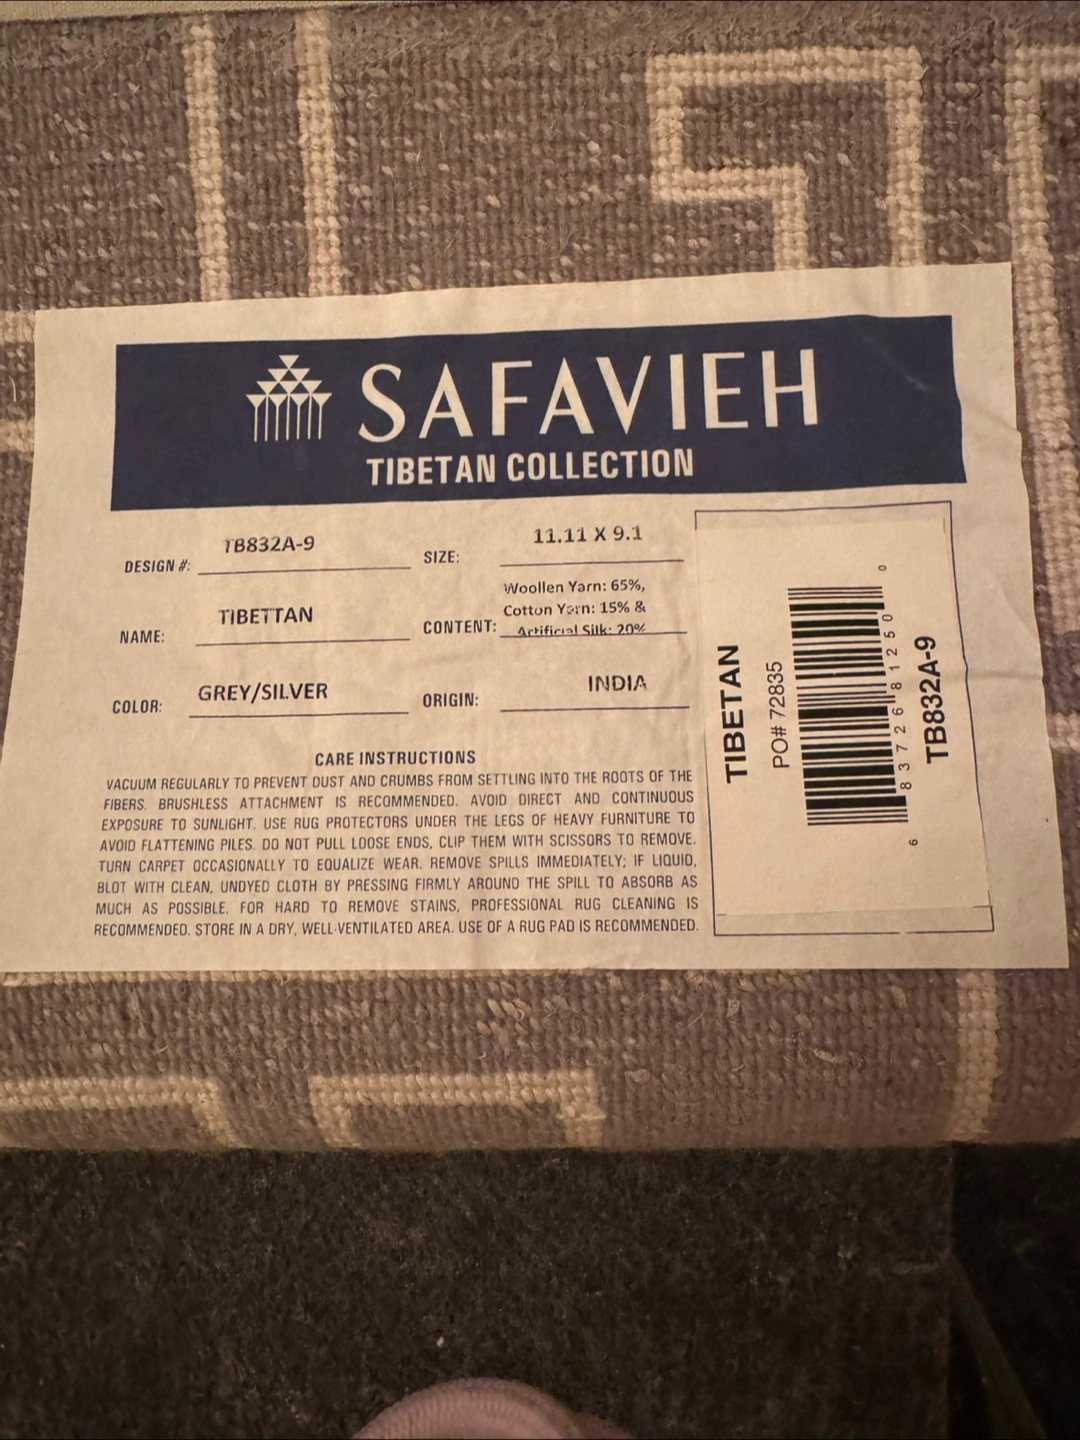 SAFAVIEH
TIBETAN COLLECTION
DESIGN #: TB832A-9
SIZE: 11.11 X 9.1
NAME: TIBETTAN
CONTENT: Woollen Yarn: 65%,
Cotton Yarn: 15% &
Artificial Silk: 20%
COLOR: GREY/SILVER
ORIGIN: INDIA
CARE INSTRUCTIONS
VACUUM REGULARLY TO PREVENT DUST AND CRUMBS FROM SETTLING INTO THE ROOTS OF THE
FIBERS. BRUSHLESS ATTACHMENT IS RECOMMENDED. AVOID DIRECT AND CONTINUOUS
EXPOSURE TO SUNLIGHT. USE RUG PROTECTORS UNDER THE LEGS OF HEAVY FURNITURE TO
AVOID FLATTENING PILES. DO NOT PULL LOOSE ENDS, CLIP THEM WITH SCISSORS TO REMOVE.
TURN CARPET OCCASIONALLY TO EQUALIZE WEAR. REMOVE SPILLS IMMEDIATELY; IF LIQUID,
BLOT WITH CLEAN, UNDYED CLOTH BY PRESSING FIRMLY AROUND THE SPILL TO ABSORB AS
MUCH AS POSSIBLE. FOR HARD TO REMOVE STAINS, PROFESSIONAL RUG CLEANING IS
RECOMMENDED. STORE IN A DRY, WELL-VENTILATED AREA. USE OF A RUG PAD IS RECOMMENDED.
TIBETAN
PO# 72835
6 83726 81250 0
TB832A-9